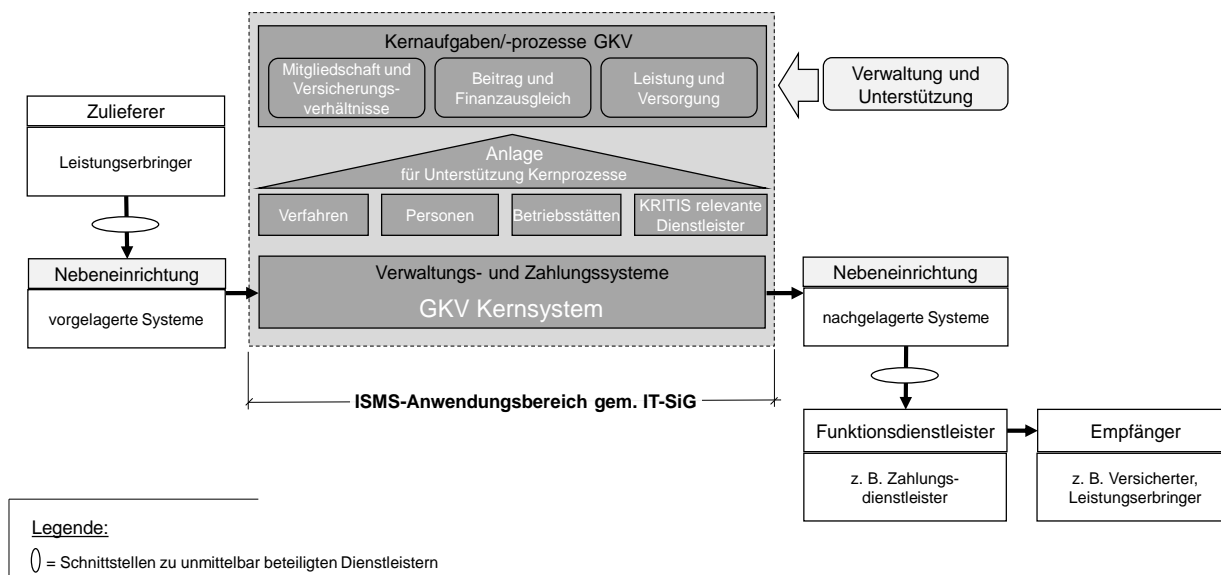 Kernaufgaben/-prozesse GKV
Mitgliedschaft und
Versicherungs-
verhältnisse
Beitrag und
Finanzausgleich
Leistung und
Versorgung
Verwaltung und
Unterstützung
Zulieferer
Leistungserbringer
Anlage
für Unterstützung Kernprozesse
Verfahren
Personen
Betriebsstätten
KRITIS relevante
Dienstleister
Nebeneinrichtung
vorgelagerte Systeme
Verwaltungs- und Zahlungssysteme
GKV Kernsystem
Nebeneinrichtung
nachgelagerte Systeme
ISMS-Anwendungsbereich gem. IT-SiG
Funktionsdienstleister
z. B. Zahlungs-
dienstleister
Empfänger
z. B. Versicherter,
Leistungserbringer
Legende:
= Schnittstellen zu unmittelbar beteiligten Dienstleistern